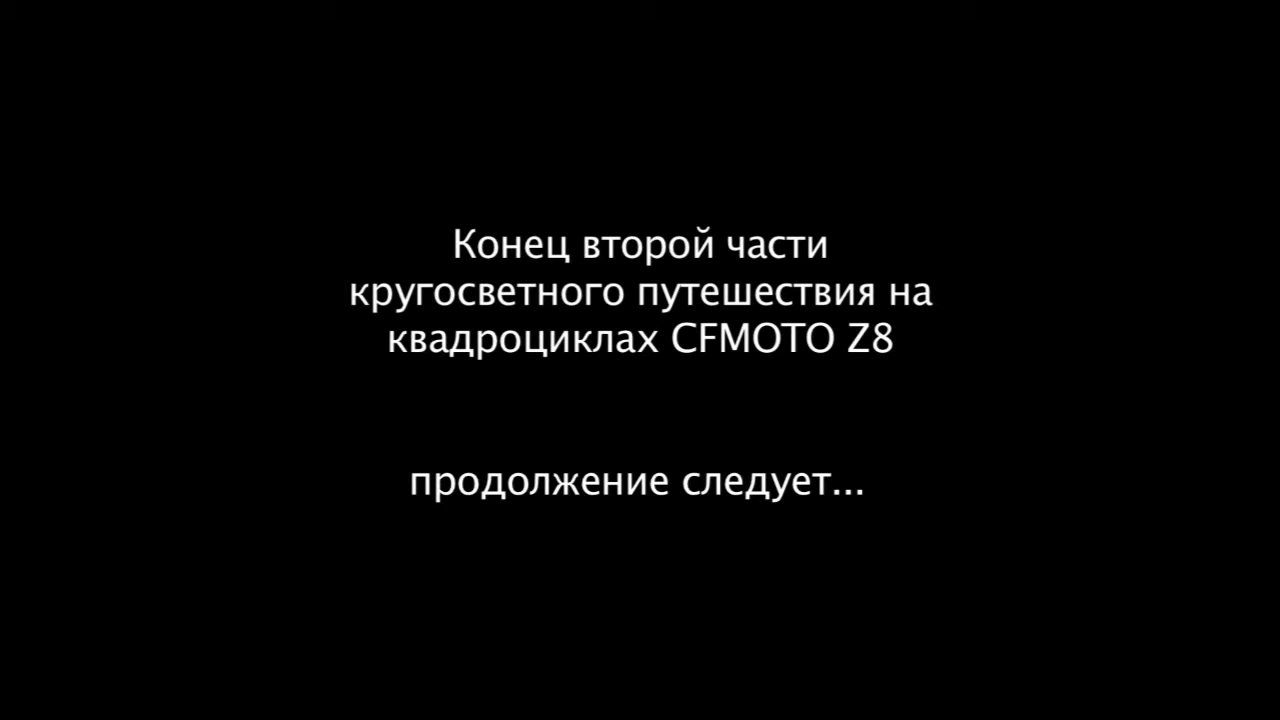 Конец второй части
кругосветного путешествия на
квадроциклах CFMOTO Z8
продолжение следует...